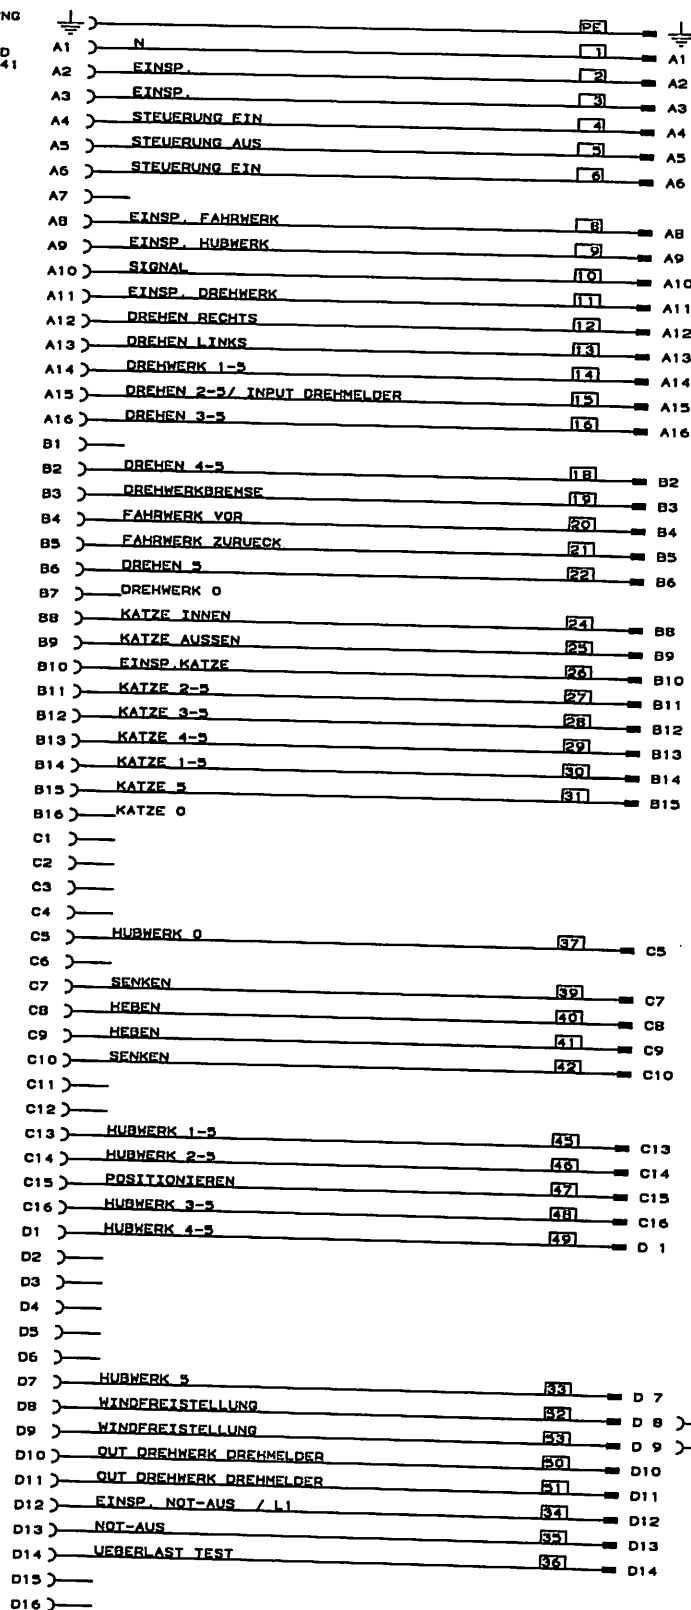 NG
PE
D
A1 N 1 A1
41
A2 EINSP. 2 A2
A3 EINSP. 3 A3
A4 STEUERUNG EIN 4 A4
A5 STEUERUNG AUS 5 A5
A6 STEUERUNG EIN 6 A6
A7
A8 EINSP. FAHRWERK 8 A8
A9 EINSP. HUBWERK 9 A9
A10 SIGNAL 10 A10
A11 EINSP. DREHWERK 11 A11
A12 DREHEN RECHTS 12 A12
A13 DREHEN LINKS 13 A13
A14 DREHWERK 1-5 14 A14
A15 DREHEN 2-5/ INPUT DREHMELDER 15 A15
A16 DREHEN 3-5 16 A16
B1
B2 DREHEN 4-5 18 B2
B3 DREHWERKBREMSE 19 B3
B4 FAHRWERK VOR 20 B4
B5 FAHRWERK ZURUECK 21 B5
B6 DREHEN 5 22 B6
B7 DREHWERK 0
B8 KATZE INNEN 24 B8
B9 KATZE AUSSEN 25 B9
B10 EINSP.KATZE 26 B10
B11 KATZE 2-5 27 B11
B12 KATZE 3-5 28 B12
B13 KATZE 4-5 29 B13
B14 KATZE 1-5 30 B14
B15 KATZE 5 31 B15
B16 KATZE 0
C1
C2
C3
C4
C5 HUBWERK 0 37 C5
C6
C7 SENKEN 39 C7
C8 HEBEN 40 C8
C9 HEBEN 41 C9
C10 SENKEN 42 C10
C11
C12
C13 HUBWERK 1-5 45 C13
C14 HUBWERK 2-5 46 C14
C15 POSITIONIEREN 47 C15
C16 HUBWERK 3-5 48 C16
D1 HUBWERK 4-5 49 D 1
D2
D3
D4
D5
D6
D7 HUBWERK 5 33 D 7
D8 WINDFREISTELLUNG 52 D 8
D9 WINDFREISTELLUNG 53 D 9
D10 OUT DREHWERK DREHMELDER 50 D10
D11 OUT DREHWERK DREHMELDER 51 D11
D12 EINSP. NOT-AUS / L1 34 D12
D13 NOT-AUS 35 D13
D14 UEBERLAST TEST 36 D14
D15
D16